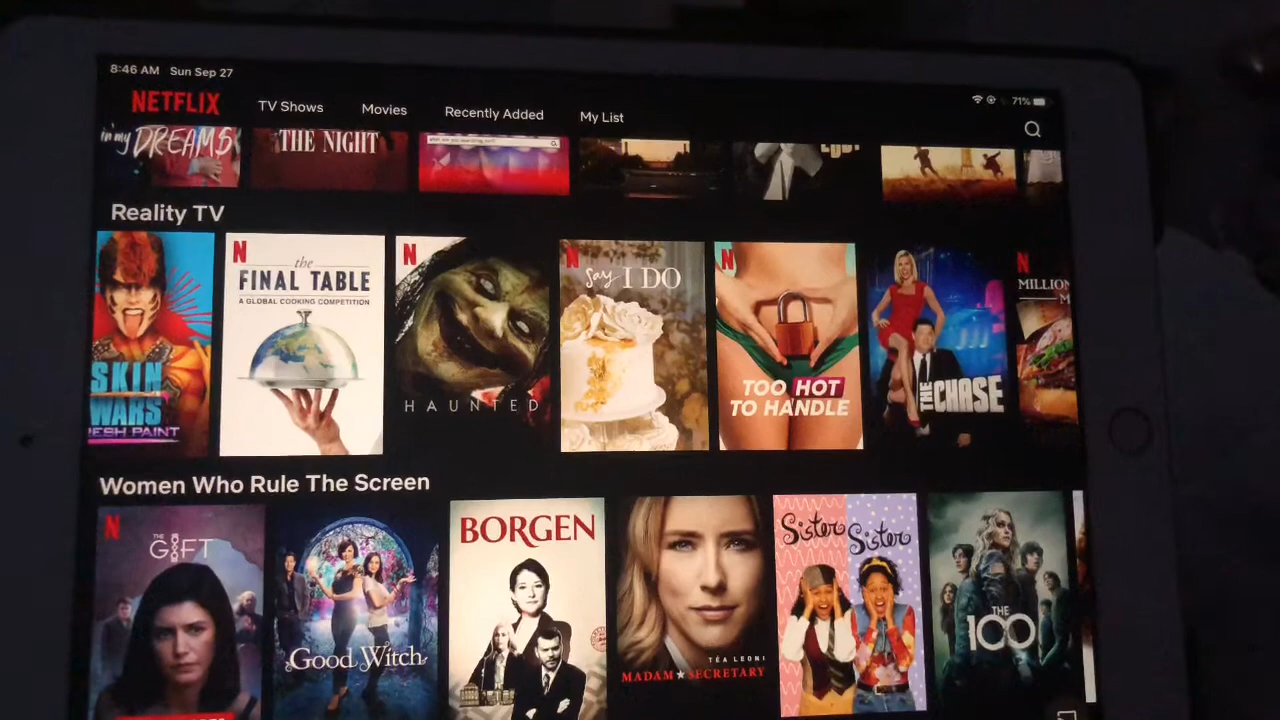 8:46 AM Sun Sep 27
71%
NETFLIX
TV Shows
Movies
Recently Added
My List
in my DREAMS
THE NIGHT
Reality TV
SKIN
WARS
ESH PAINT
N
the
FINAL TABLE
A GLOBAL COOKING COMPETITION
N
HAUNTED
N
Say I DO
N
TOO HOT
TO HANDLE
THE CHASE
N
MILLION
Women Who Rule The Screen
N
THE
GIFT
Good Witch
BORGEN
TÉA LEONI
MADAM SECRETARY
Sister Sister
THE
100